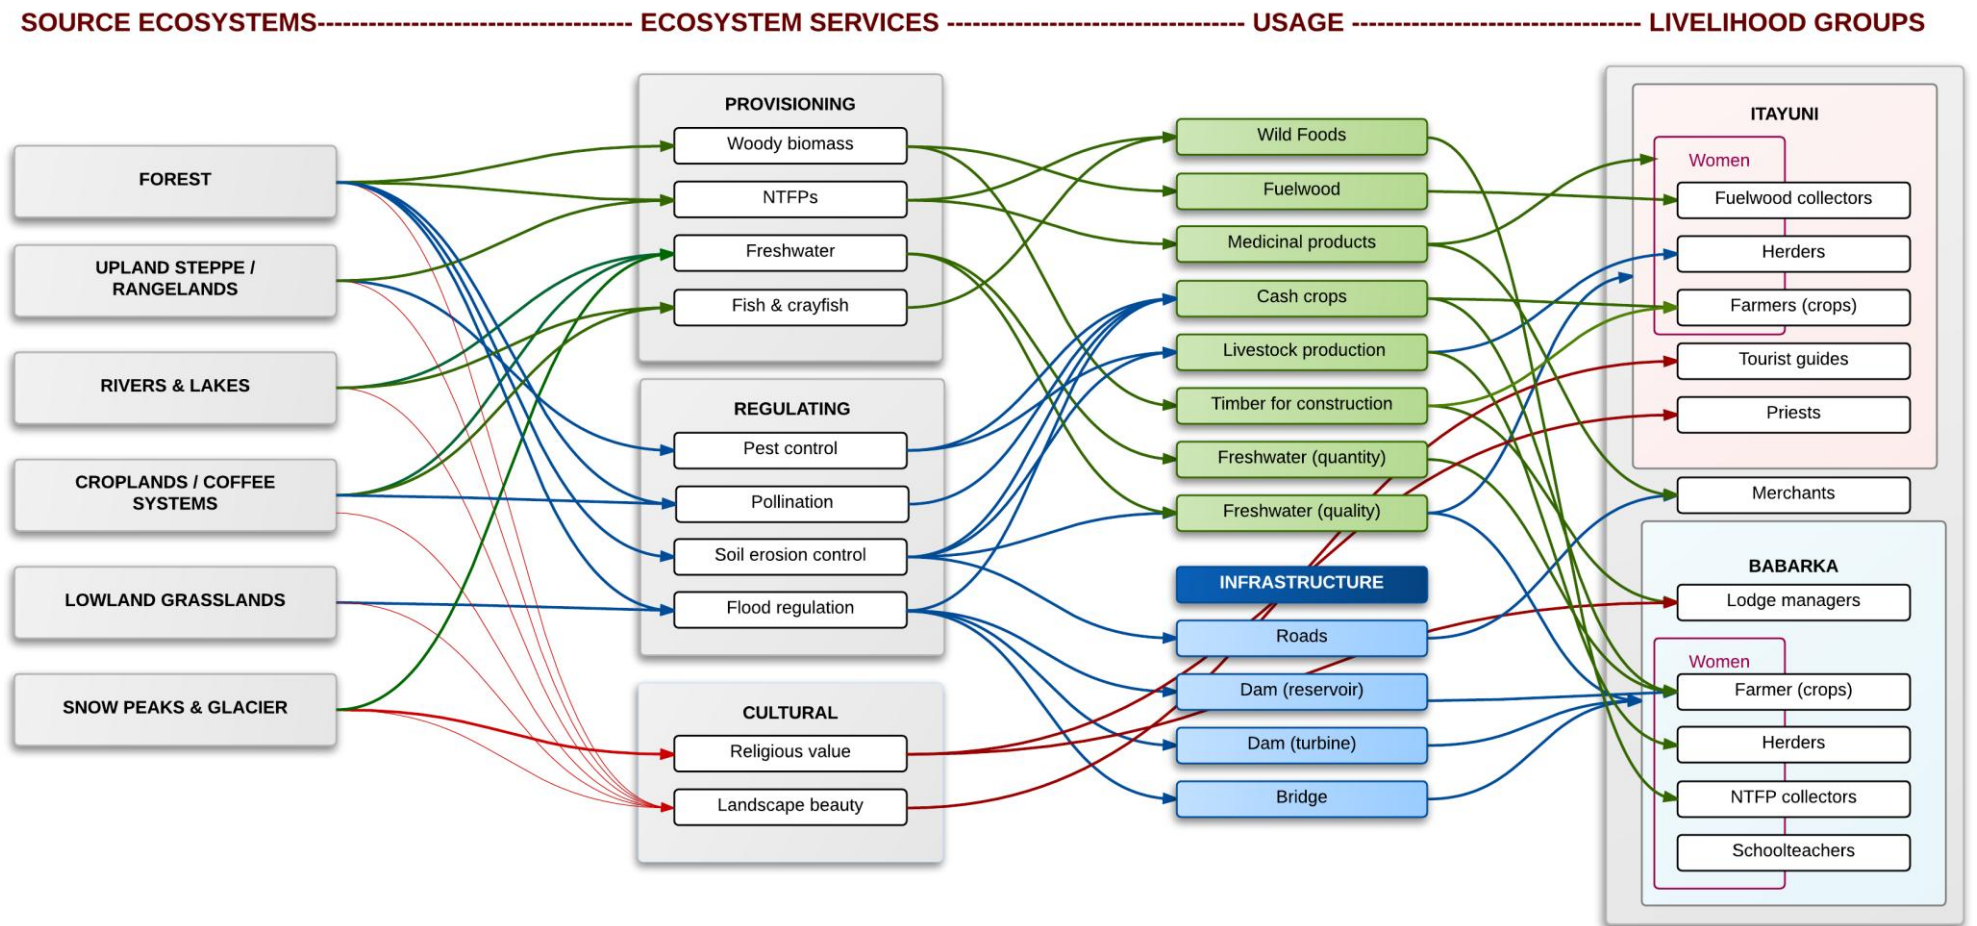 SOURCE ECOSYSTEMS------------------------------ ECOSYSTEM SERVICES ---------------------------- USAGE --------------------------- LIVELIHOOD GROUPS
FOREST
UPLAND STEPPE /
RANGELANDS
RIVERS & LAKES
CROPLANDS / COFFEE
SYSTEMS
LOWLAND GRASSLANDS
SNOW PEAKS & GLACIER
PROVISIONING
Woody biomass
NTFPs
Freshwater
Fish & crayfish
REGULATING
Pest control
Pollination
Soil erosion control
Flood regulation
CULTURAL
Religious value
Landscape beauty
Wild Foods
Fuelwood
Medicinal products
Cash crops
Livestock production
Timber for construction
Freshwater (quantity)
Freshwater (quality)
INFRASTRUCTURE
Roads
Dam (reservoir)
Dam (turbine)
Bridge
ITAYUNI
Women
Fuelwood collectors
Herders
Farmers (crops)
Tourist guides
Priests
Merchants
BABARKA
Lodge managers
Women
Farmer (crops)
Herders
NTFP collectors
Schoolteachers